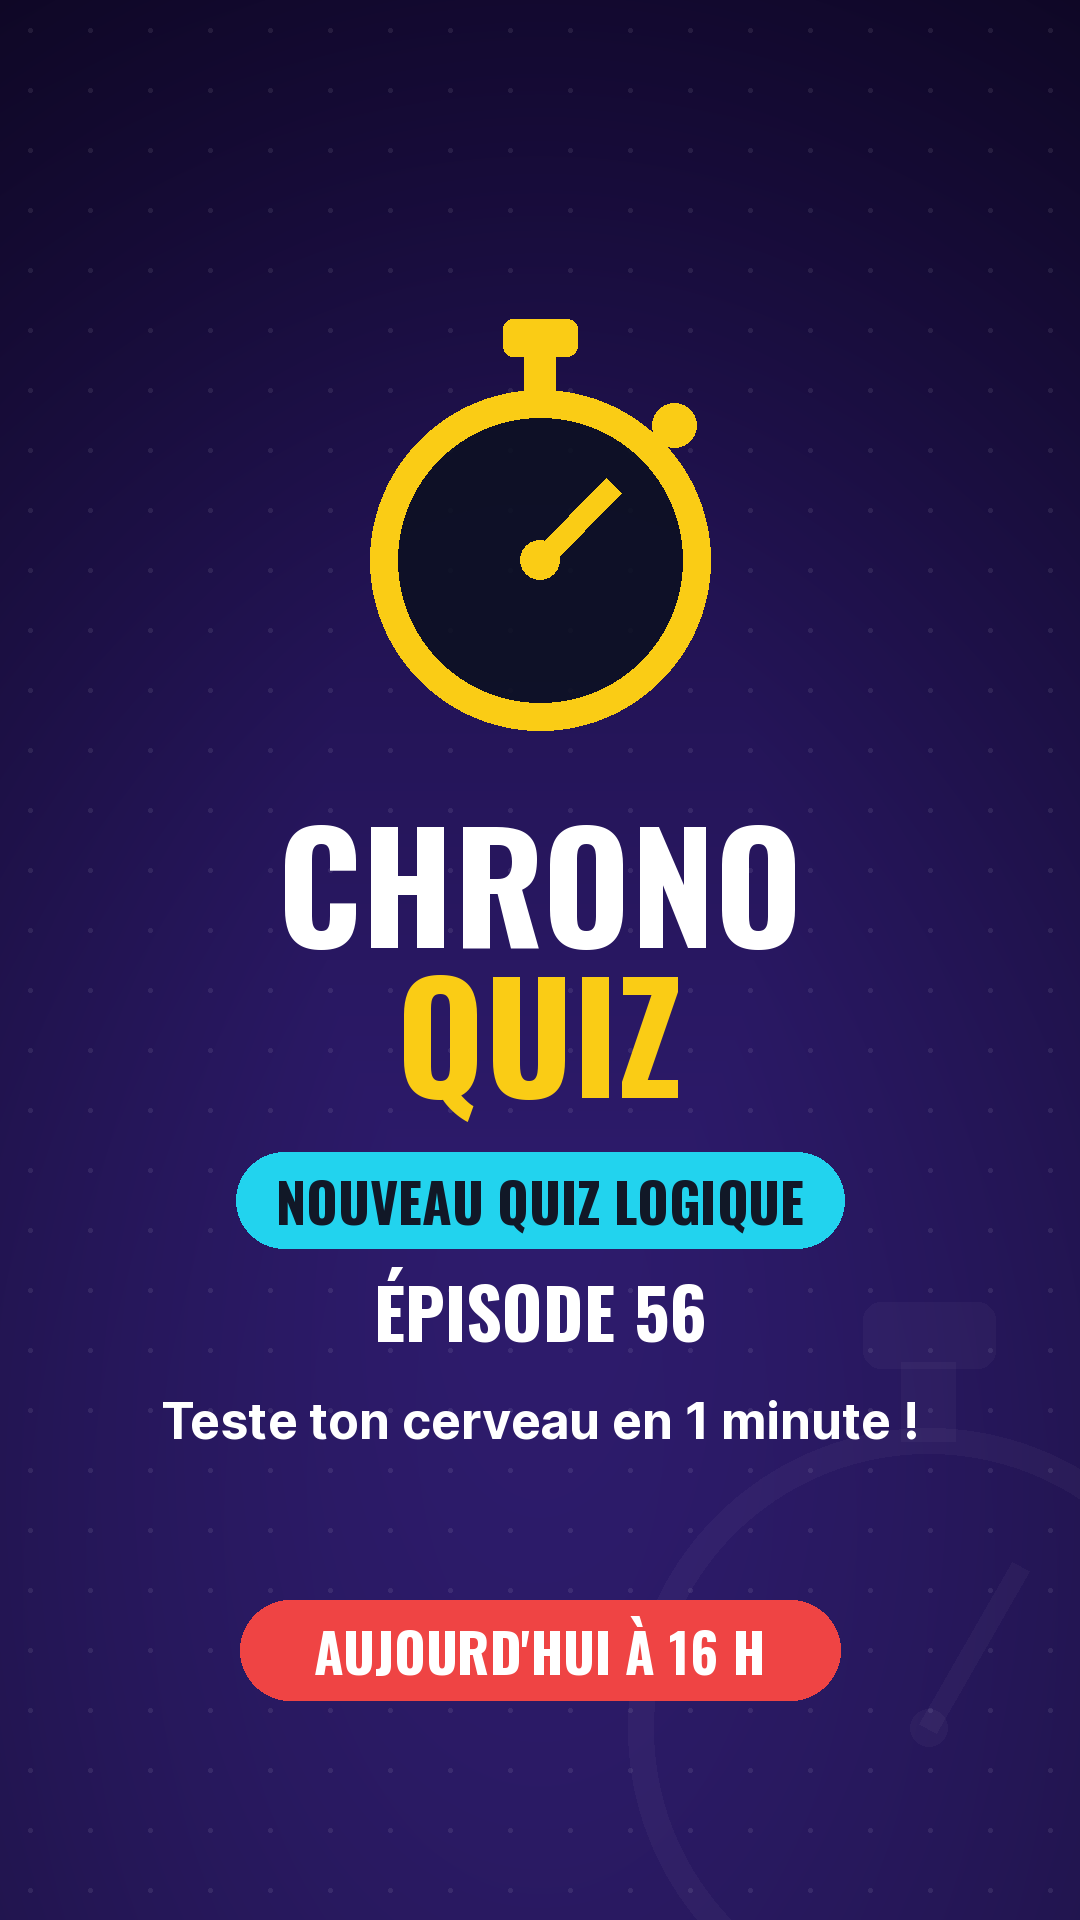 CHRONO
QUIZ
NOUVEAU QUIZ LOGIQUE
ÉPISODE 56
Teste ton cerveau en 1 minute !
AUJOURD'HUI À 16 H